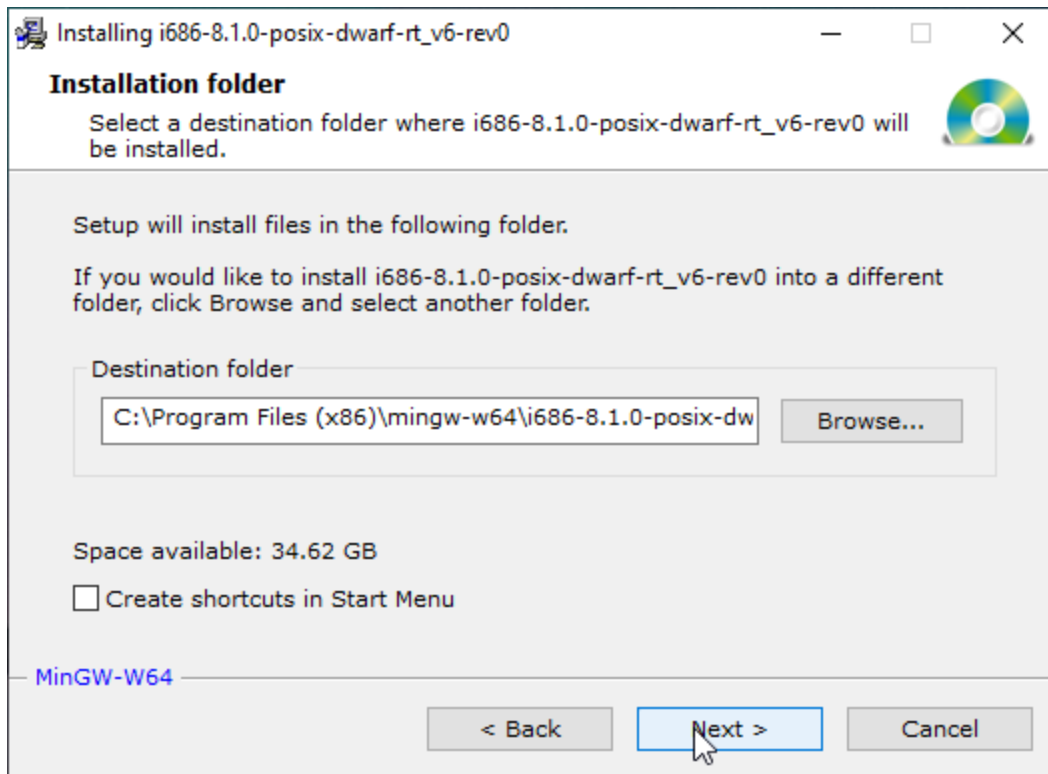 Installing i686-8.1.0-posix-dwarf-rt_v6-rev0
Installation folder
Select a destination folder where i686-8.1.0-posix-dwarf-rt_v6-rev0 will
be installed.
Setup will install files in the following folder.
If you would like to install i686-8.1.0-posix-dwarf-rt_v6-rev0 into a different
folder, click Browse and select another folder.
Destination folder
C:\Program Files (x86)\mingw-w64\i686-8.1.0-posix-dw
Browse...
Space available: 34.62 GB
Create shortcuts in Start Menu
MinGW-W64
< Back
Next >
Cancel